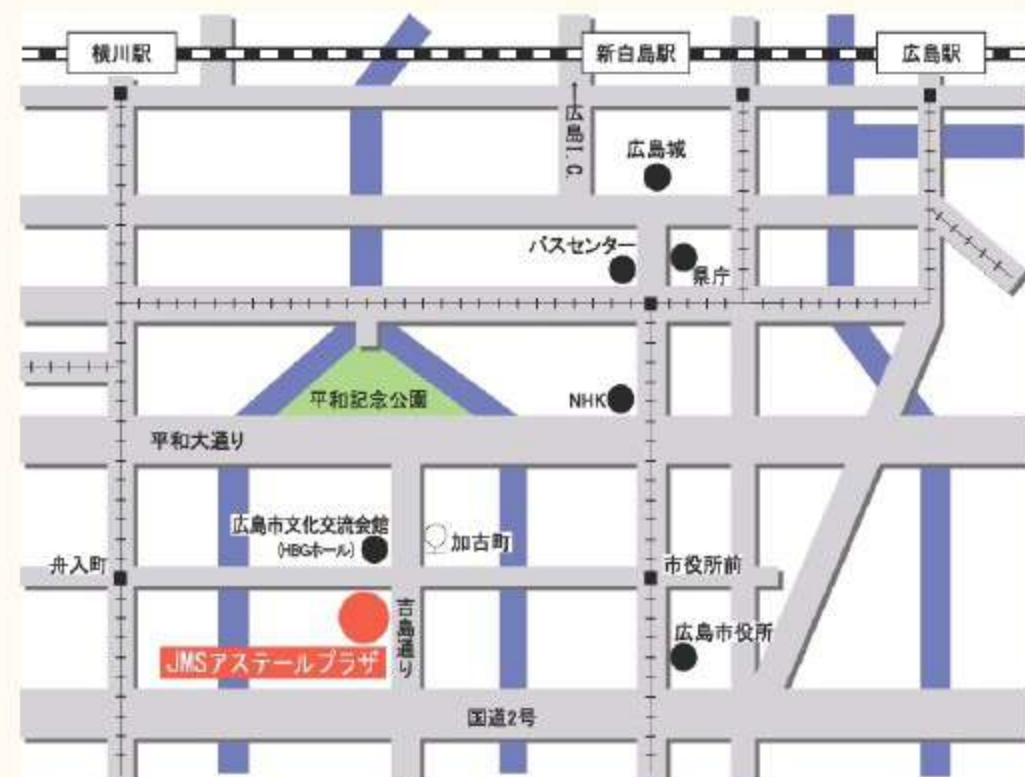 横川駅
新白島駅
広島駅
←広島I.C.
広島城
バスセンター
県庁
平和記念公園
NHK
平和大通り
広島市文化交流会館
(HBGホール)
加古町
舟入町
市役所前
吉島通り
広島市役所
JMSアステールプラザ
国道2号